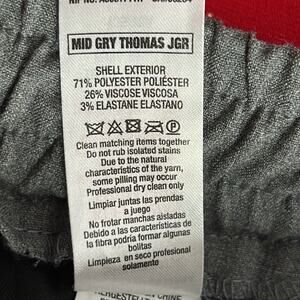 MID GRY THOMAS JGR
SHELL EXTERIOR
71% POLYESTER POLIÉSTER
26% VISCOSE VISCOSA
3% ELASTANE ELASTANO
Clean matching items together
Do not rub isolated stains
Due to the natural
characteristics of the yarn,
some pilling may occur
Professional dry clean only
Limpiar juntas las prendas
a juego
No frotar manchas aisladas
Debido a las características de
la fibra podría formar algunas
bolitas
Limpieza en seco profesional
solamente